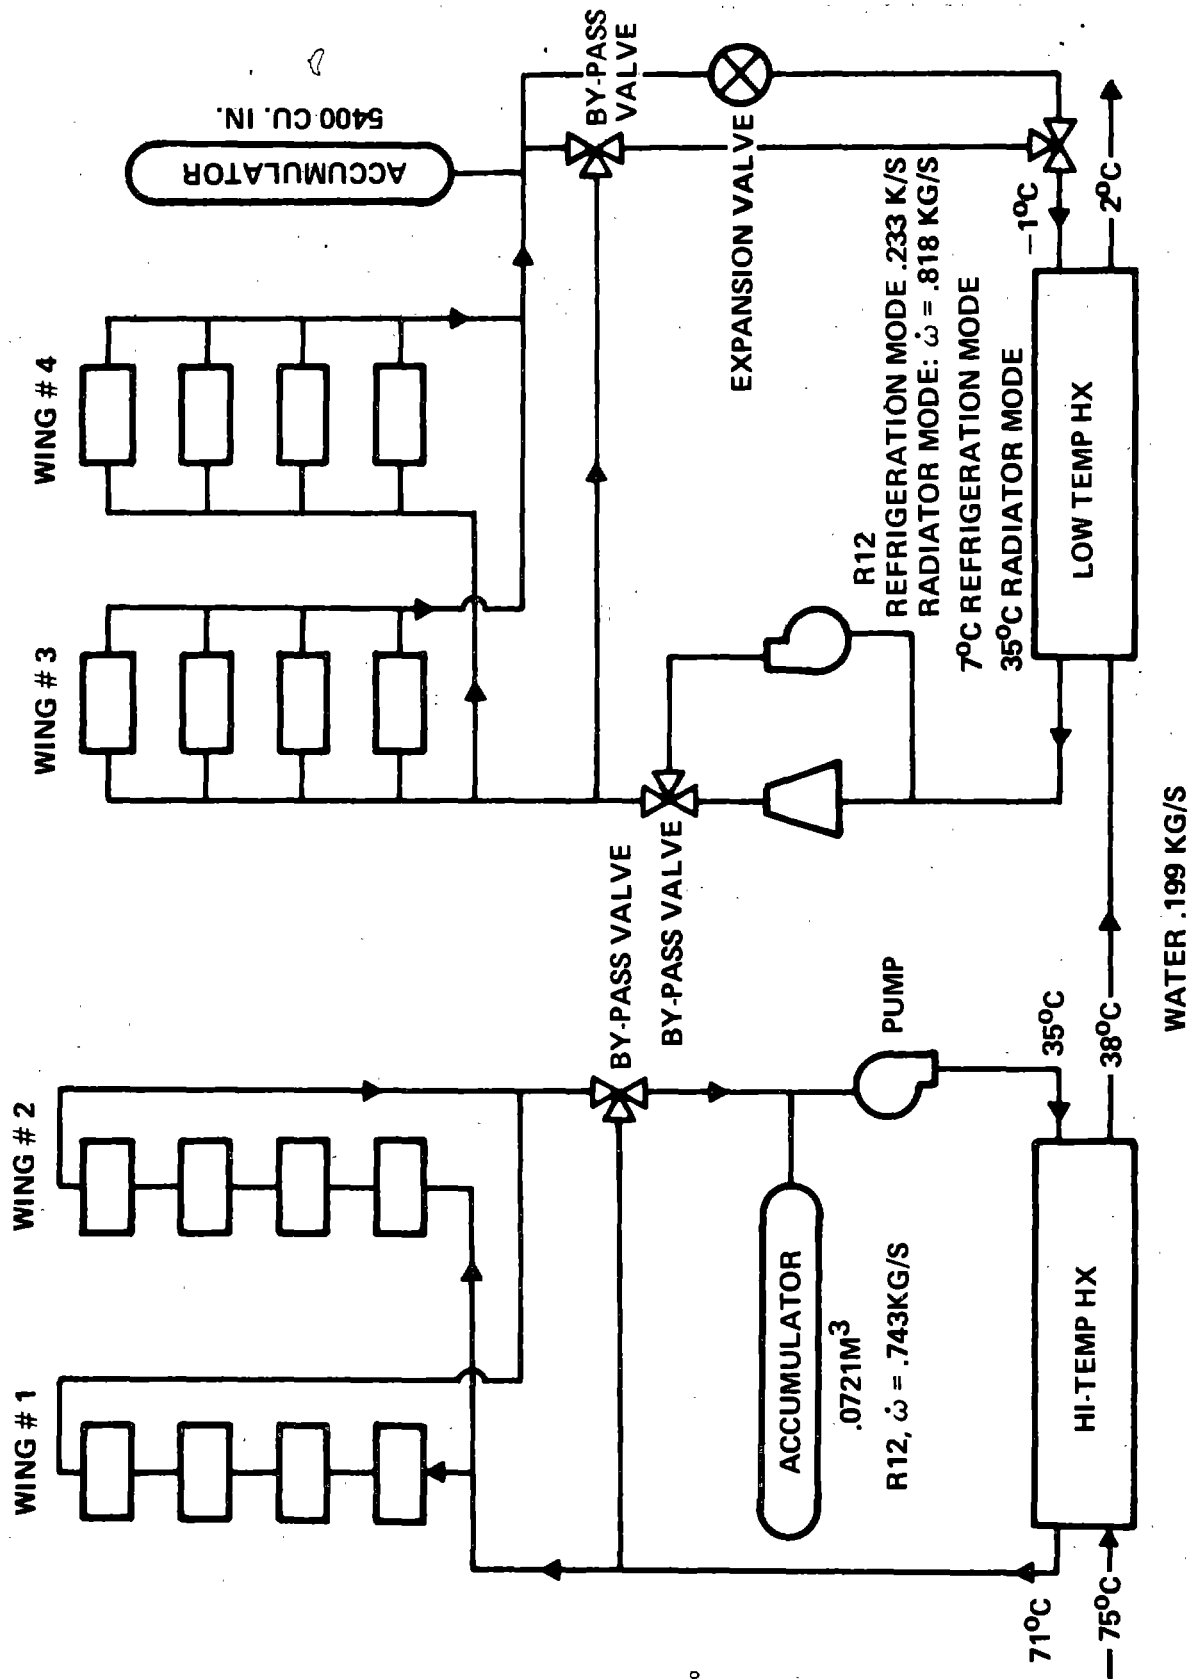 WING # 1
WING # 2
WING # 3
WING # 4
ACCUMULATOR
5400 CU. IN.
BY-PASS
VALVE
BY-PASS VALVE
BY-PASS VALVE
EXPANSION VALVE
ACCUMULATOR
.0721M³
R12, ω̇ = .743KG/S
PUMP
R12
REFRIGERATION MODE .233 K/S
RADIATOR MODE: ω̇ = .818 KG/S
7°C REFRIGERATION MODE
35°C RADIATOR MODE
71°C
75°C
HI-TEMP HX
35°C
38°C
LOW TEMP HX
-1°C
2°C
WATER .199 KG/S